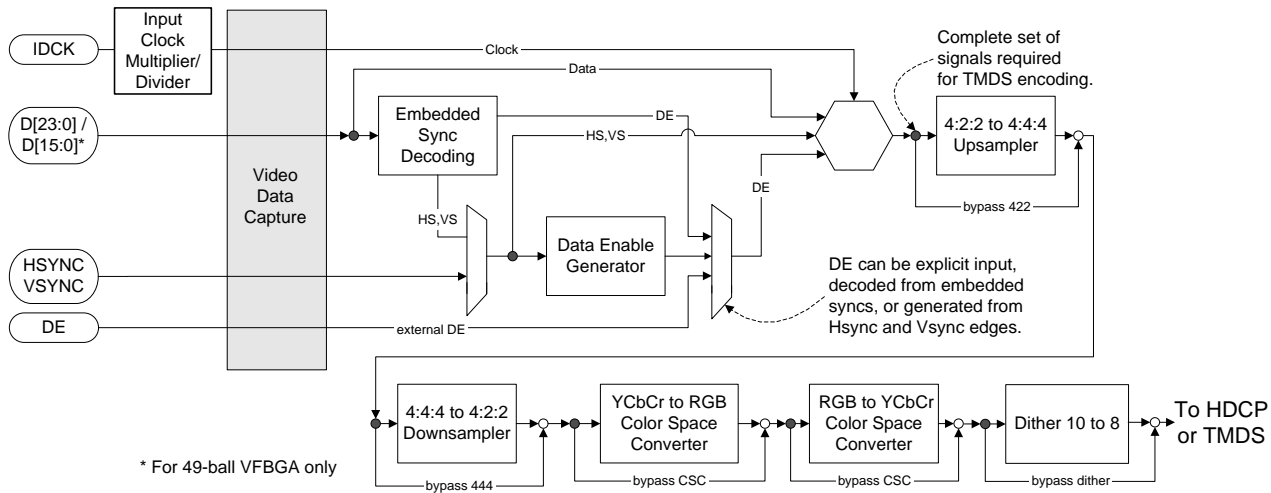 IDCK
Input
Clock
Multiplier/
Divider
Clock
Data
Complete set of
signals required
for TMDS encoding.
D[23:0] /
D[15:0]*
Embedded
Sync
Decoding
DE
HS,VS
4:2:2 to 4:4:4
Upsampler
bypass 422
Video
Data
Capture
HS,VS
DE
Data Enable
Generator
HSYNC
VSYNC
DE
external DE
DE can be explicit input,
decoded from embedded
syncs, or generated from
Hsync and Vsync edges.
4:4:4 to 4:2:2
Downsampler
bypass 444
YCbCr to RGB
Color Space
Converter
bypass CSC
RGB to YCbCr
Color Space
Converter
bypass CSC
Dither 10 to 8
bypass dither
To HDCP
or TMDS
* For 49-ball VFBGA only